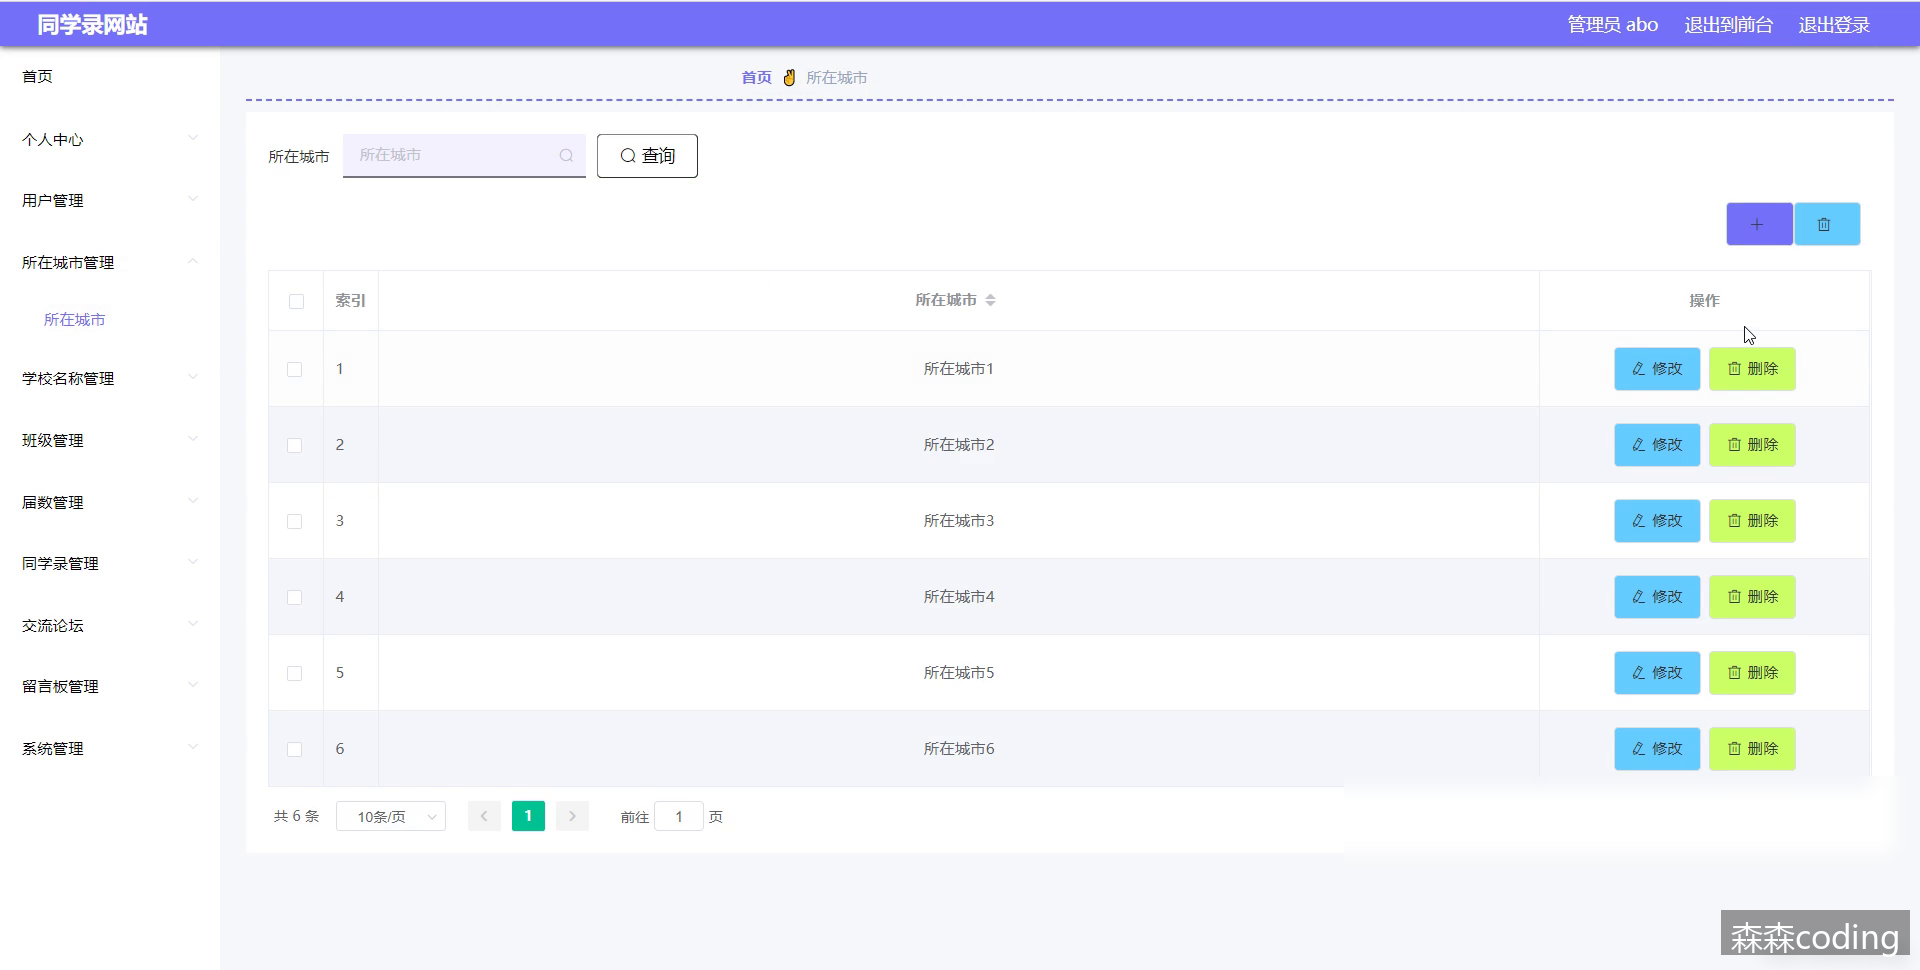 同学录网站
管理员 abo 退出到前台 退出登录
首页
个人中心
用户管理
所在城市管理
所在城市
学校名称管理
班级管理
届数管理
同学录管理
交流论坛
留言板管理
系统管理
首页 所在城市
所在城市 所在城市 查询
索引 所在城市 操作
1 所在城市1 修改 删除
2 所在城市2 修改 删除
3 所在城市3 修改 删除
4 所在城市4 修改 删除
5 所在城市5 修改 删除
6 所在城市6 修改 删除
共 6 条 10条/页 1 前往 1 页
森森coding